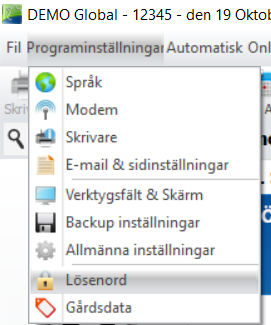 DEMO Global - 12345 - den 19 Oktob
Fil Programinställningar Automatisk Onl
Skri
Språk
Modem
Skrivare
E-mail & sidinställningar
Verktygsfält & Skärm
Backup inställningar
Allmänna inställningar
Lösenord
Gårdsdata